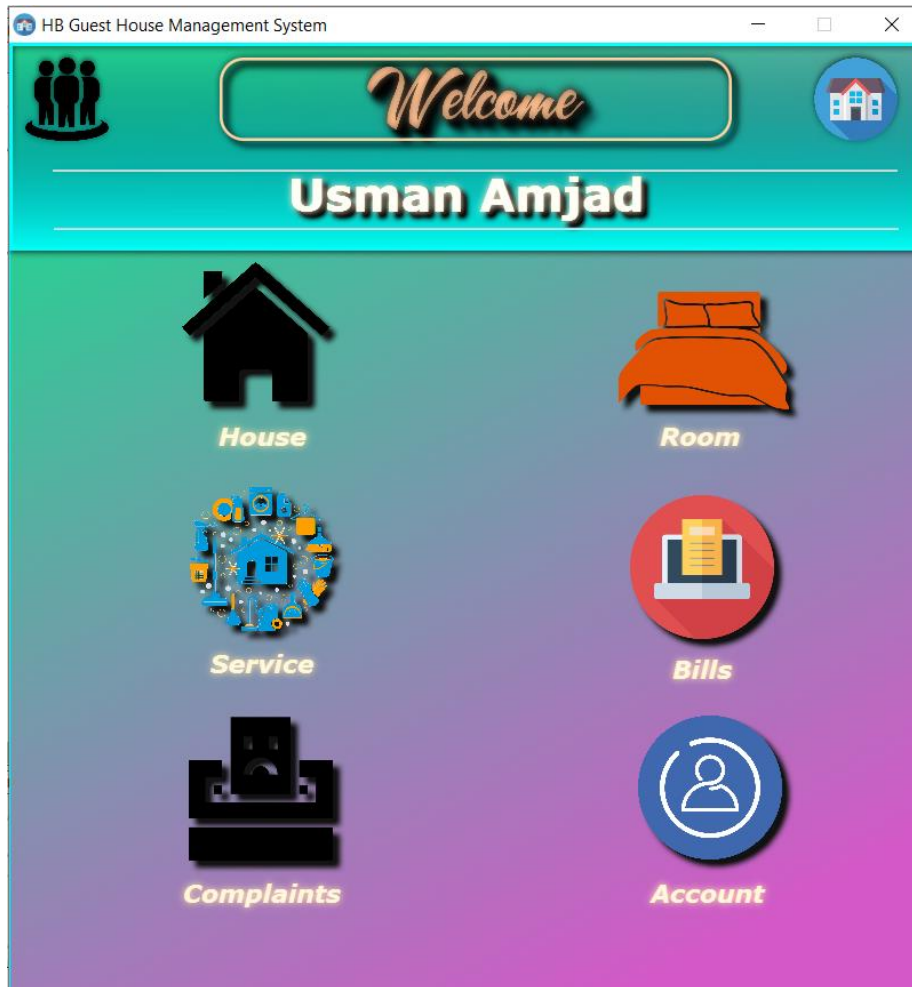 HB Guest House Management System
Welcome
Usman Amjad
House
Room
Service
Bills
Complaints
Account